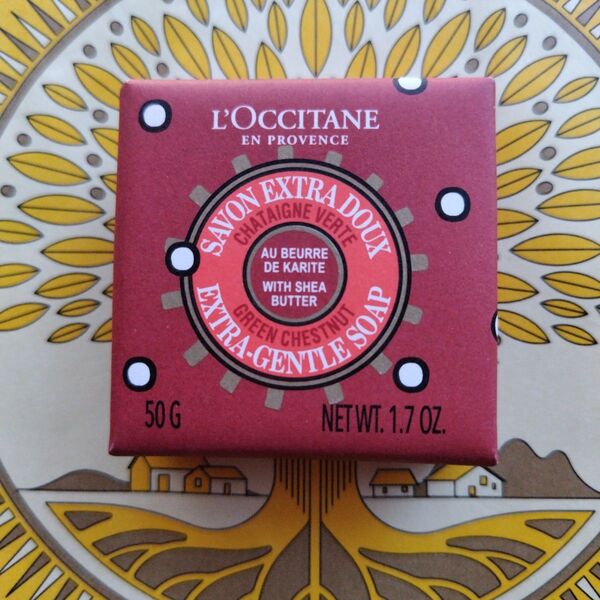 L'OCCITANE
EN PROVENCE
SAVON EXTRA DOUX
CHATAIGNE VERTE
AU BEURRE
DE KARITE
WITH SHEA
BUTTER
GREEN CHESTNUT
EXTRA-GENTLE SOAP
50 G
NET WT. 1.7 OZ.